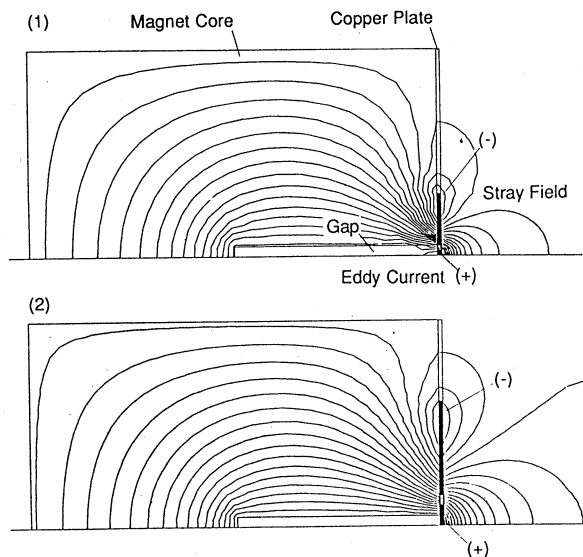 (1)
Magnet Core
Copper Plate
(-)
Stray Field
Gap
Eddy Current (+)
(2)
(-)
(+)